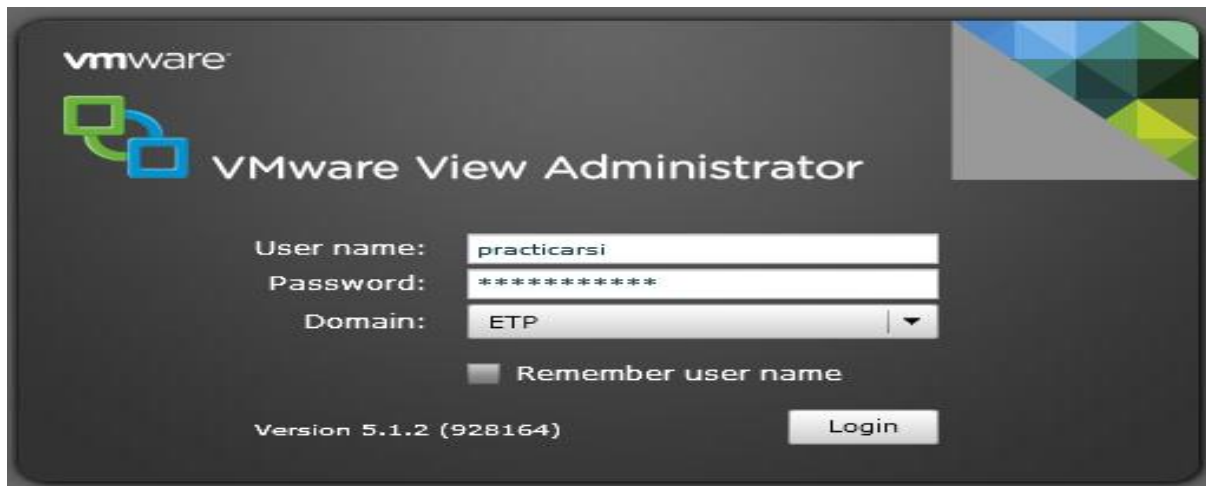 vmware
VMware View Administrator
User name: practicarsi
Password: ***********
Domain: ETP
Remember user name
Version 5.1.2 (928164) Login